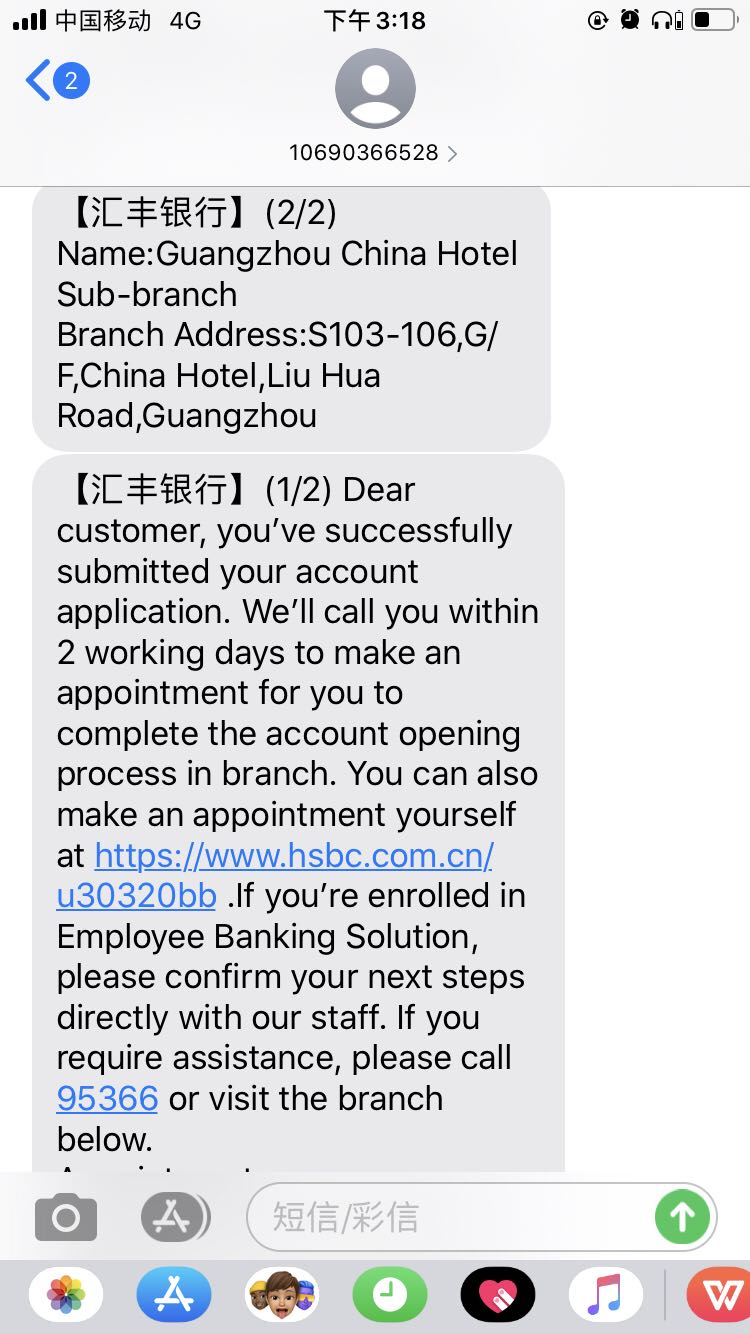 中国移动 4G 下午3:18
2
10690366528
【汇丰银行】(2/2)
Name:Guangzhou China Hotel
Sub-branch
Branch Address:S103-106,G/
F,China Hotel,Liu Hua
Road,Guangzhou
【汇丰银行】(1/2) Dear
customer, you’ve successfully
submitted your account
application. We’ll call you within
2 working days to make an
appointment for you to
complete the account opening
process in branch. You can also
make an appointment yourself
at https://www.hsbc.com.cn/
u30320bb .If you’re enrolled in
Employee Banking Solution,
please confirm your next steps
directly with our staff. If you
require assistance, please call
95366 or visit the branch
below.
短信/彩信